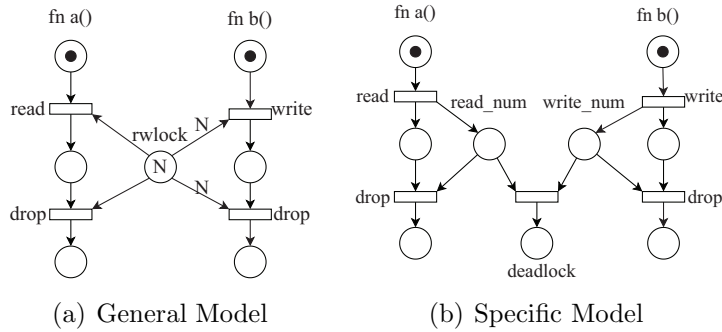 fn a()
fn b()
read
write
rwlock
N
N
N
drop
drop
(a) General Model
fn a()
fn b()
read
read_num
write_num
write
drop
drop
deadlock
(b) Specific Model